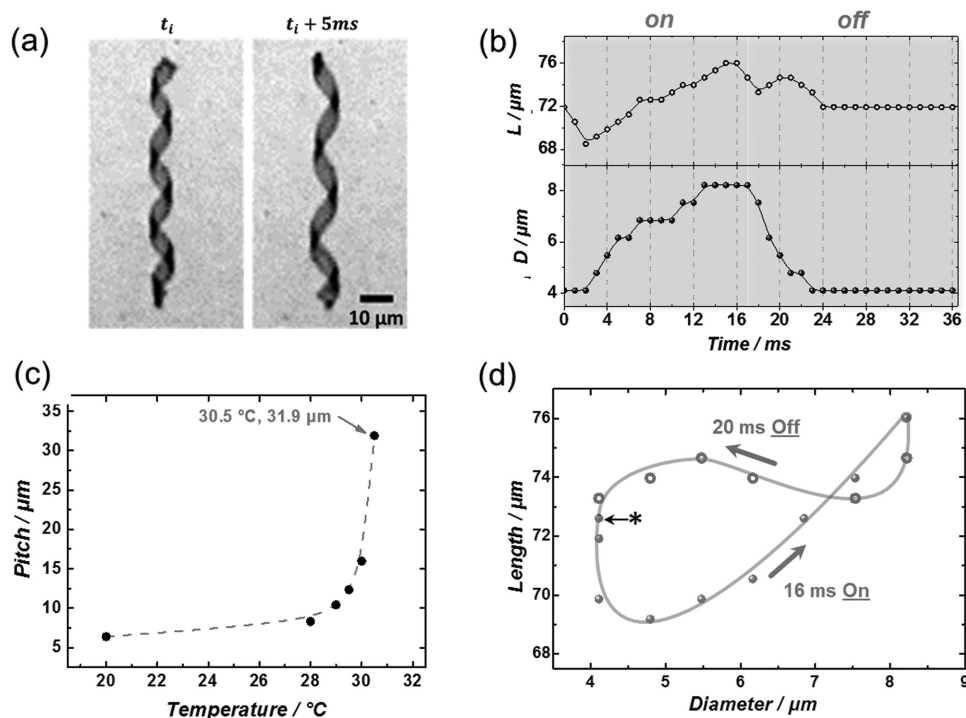 (a)
t_i
t_i + 5ms
10 µm
(b)
on
off
L / µm
76
72
68
D / µm
8
6
4
0 4 8 12 16 20 24 28 32 36
Time / ms
(c)
30.5 °C, 31.9 µm
Pitch / µm
35
30
25
20
15
10
5
20 22 24 26 28 30 32
Temperature / °C
(d)
20 ms Off
*
16 ms On
Length / µm
76
74
72
70
68
4 5 6 7 8 9
Diameter / µm